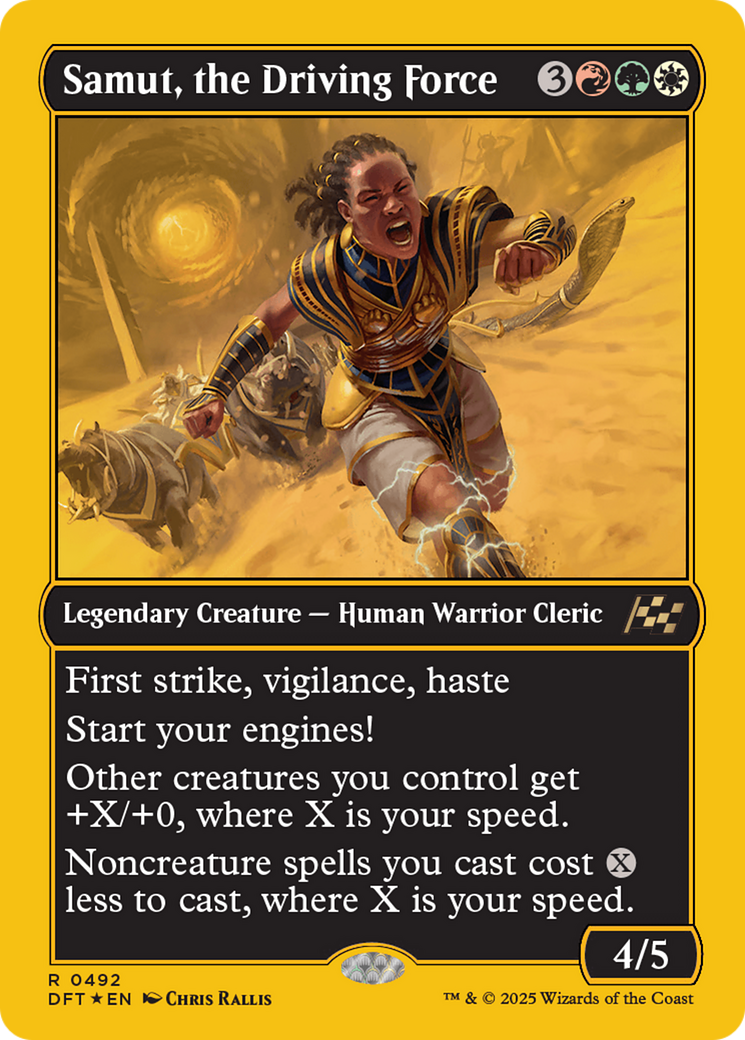 Samut, the Driving Force 3
Legendary Creature — Human Warrior Cleric
First strike, vigilance, haste
Start your engines!
Other creatures you control get
+X/+0, where X is your speed.
Noncreature spells you cast cost X
less to cast, where X is your speed.
4/5
R 0492
DFT★EN Chris Rallis
™ & © 2025 Wizards of the Coast